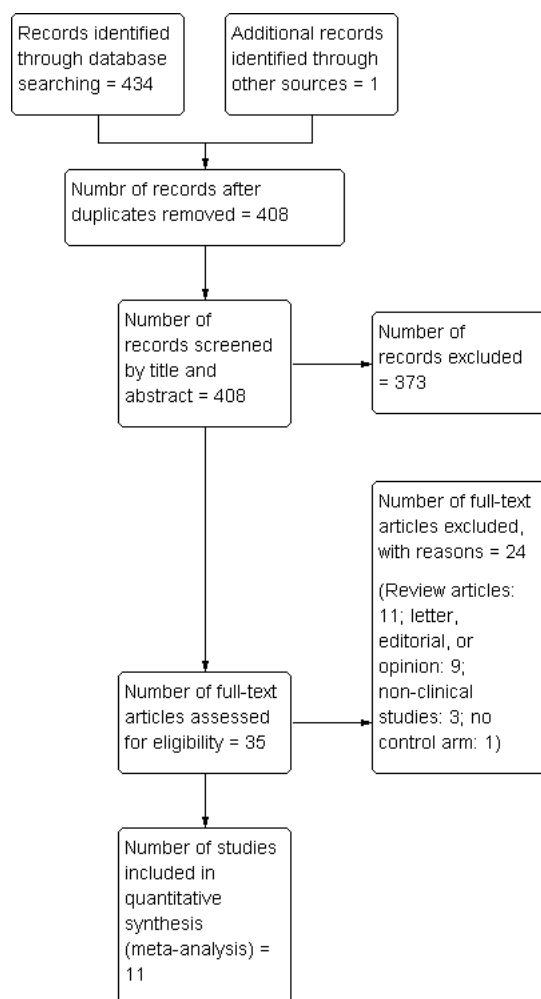 Records identified
through database
searching = 434
Additional records
identified through
other sources = 1
Numbr of records after
duplicates removed = 408
Number of
records screened
by title and
abstract = 408
Number of
records excluded
= 373
Number of full-text
articles excluded,
with reasons = 24
(Review articles:
11; letter,
editorial, or
opinion: 9;
non-clinical
studies: 3; no
control arm: 1)
Number of full-text
articles assessed
for eligibility = 35
Number of studies
included in
quantitative
synthesis
(meta-analysis) =
11